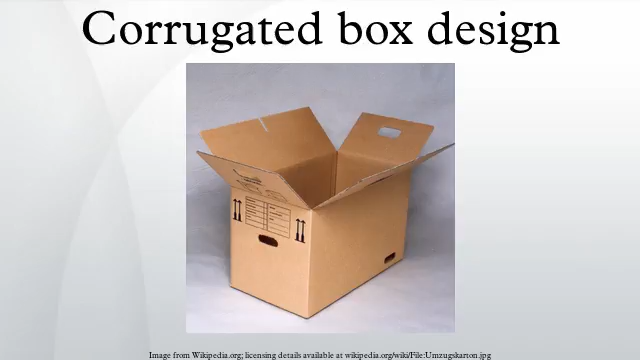 Corrugated box design
Image from Wikipedia.org; licensing details available at wikipedia.org/wiki/File:Umzugskarton.jpg